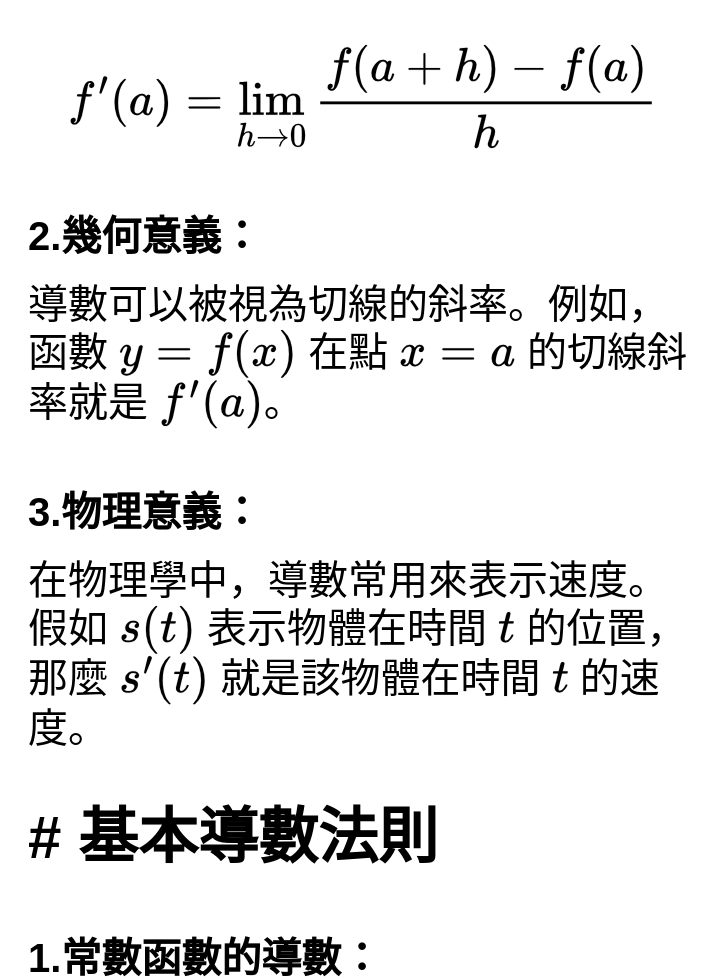 f′(a) = lim_{h→0} \frac{f(a + h) − f(a)}{h}
2.幾何意義：
導數可以被視為切線的斜率。例如，
函數 y = f(x) 在點 x = a 的切線斜
率就是 f′(a)。
3.物理意義：
在物理學中，導數常用來表示速度。
假如 s(t) 表示物體在時間 t 的位置，
那麼 s′(t) 就是該物體在時間 t 的速
度。
# 基本導數法則
1.常數函數的導數：